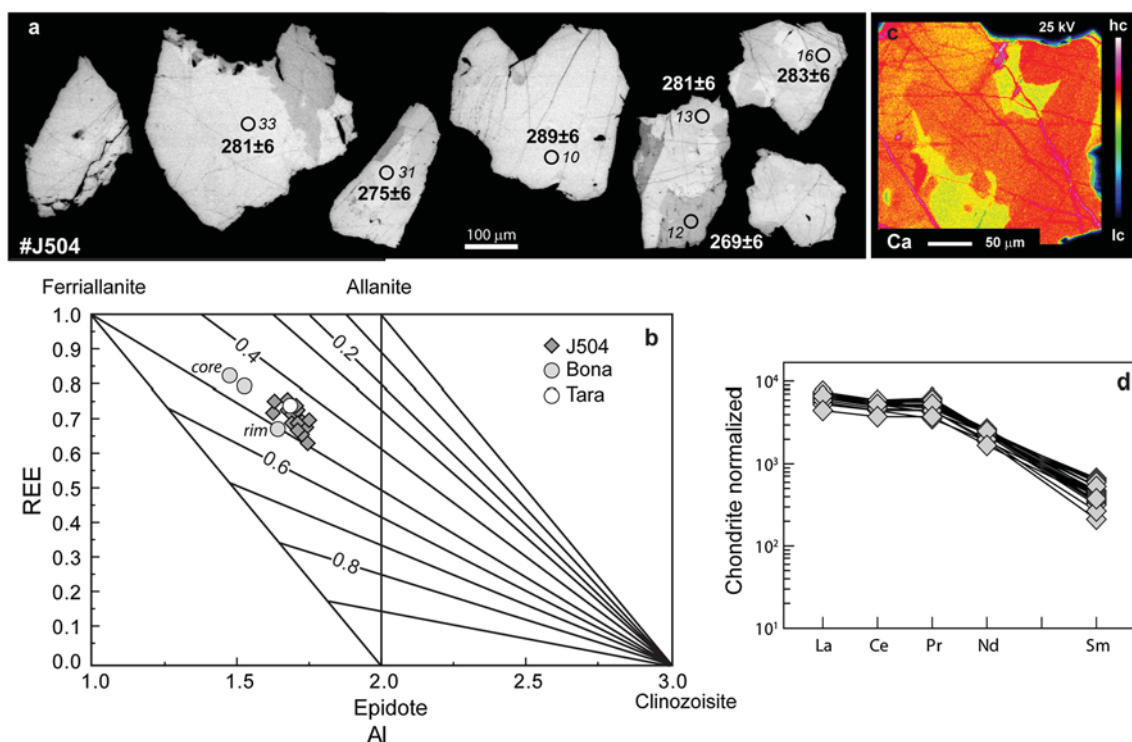 a
33
281±6
31
275±6
289±6
10
281±6
13
12
269±6
16
283±6
#J504
100 µm
c
25 kV
hc
lc
Ca
50 µm
Ferriallanite
Allanite
b
1.0
0.9
0.8
0.7
0.6
0.5
0.4
0.3
0.2
0.1
0.0
REE
core
rim
0.4
0.2
0.6
0.8
J504
Bona
Tara
1.0
1.5
2.0
2.5
3.0
Epidote
Clinozoisite
Al
d
Chondrite normalized
10⁴
10³
10²
10¹
La Ce Pr Nd Sm